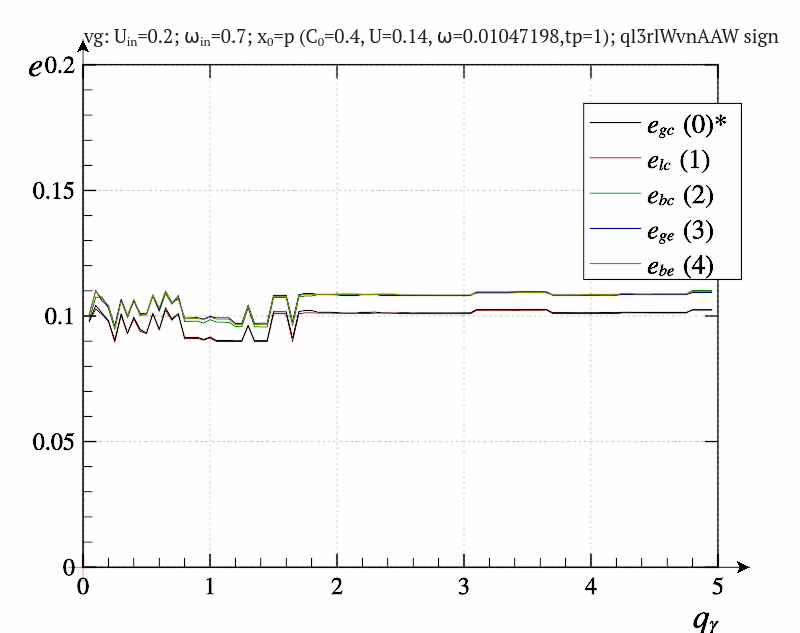 vg: Uin=0.2; ωin=0.7; x0=p (C0=0.4, U=0.14, ω=0.01047198,tp=1); ql3rlWvnAAW sign
e
0.2
0.15
0.1
0.05
0
egc (0)*
elc (1)
ebc (2)
ege (3)
ebe (4)
0 1 2 3 4 5
qγ